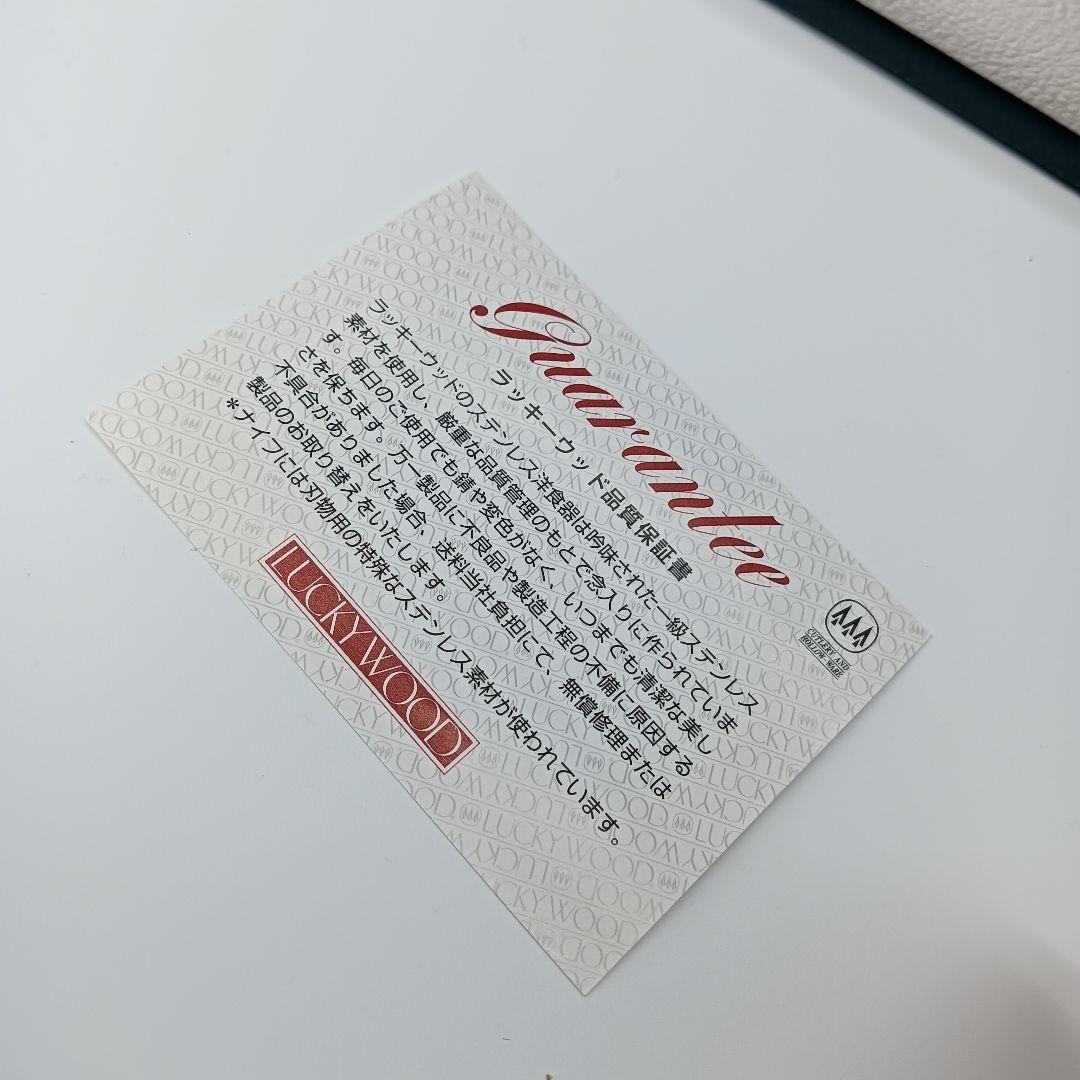 Guarantee
ラッキーウッド品質保証書
ラッキーウッドのステンレス洋食器は吟味された一級ステンレス
素材を使用し、厳重な品質管理のもとで念入りに作られていま
す。毎日のご使用でも錆や変色がなく、いつまでも清潔な美し
さを保ちます。万一製品に不良品や製造工程の不備に原因する
不具合がありました場合、送料当社負担にて、無償修理または
製品のお取り替えをいたします。
*ナイフには刃物用の特殊なステンレス素材が使われています。
LUCKYWOOD
CUTLERY AND
HOLLOW WARE